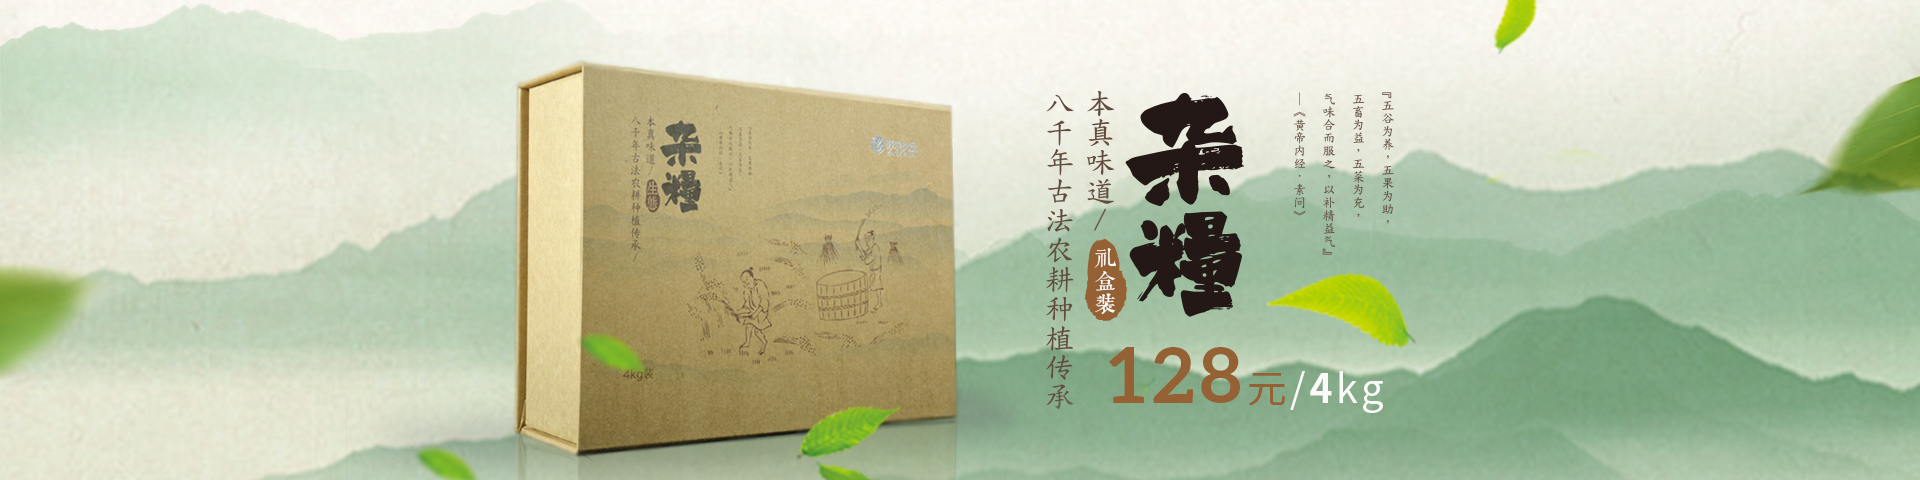 『五谷为养，五果为助，
五畜为益，五菜为充，
气味合而服之，以补精益气』
—《黄帝内经·素问》
杂糧
本真味道/
礼盒装
八千年古法农耕种植传承
128元/4kg
杂糧
本真味道/
生态
八千年古法农耕种植传承/
4kg装